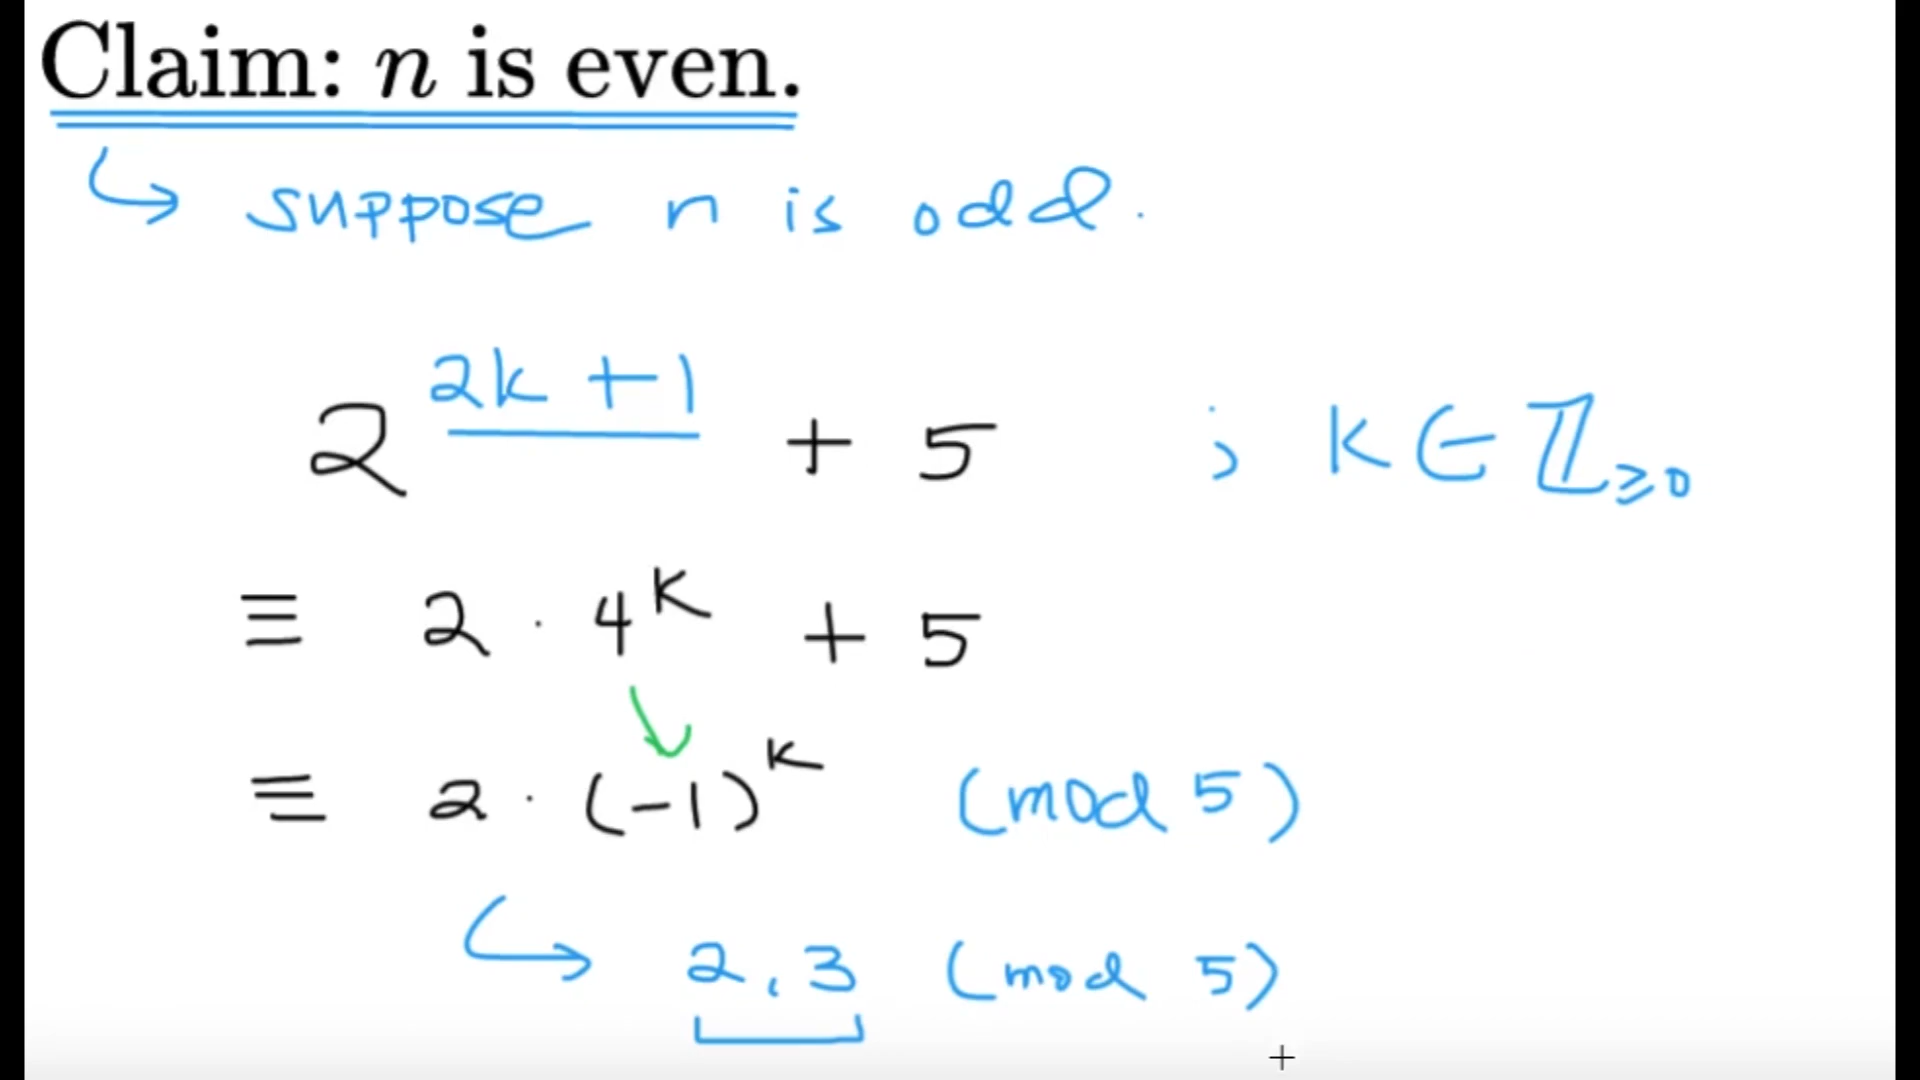 Claim: n is even.
↳ suppose n is odd.
2^{2k+1} + 5 ; k ∈ ℤ_{≥0}
≡ 2 · 4^k + 5
≡ 2 · (-1)^k (mod 5)
↳ 2, 3 (mod 5)